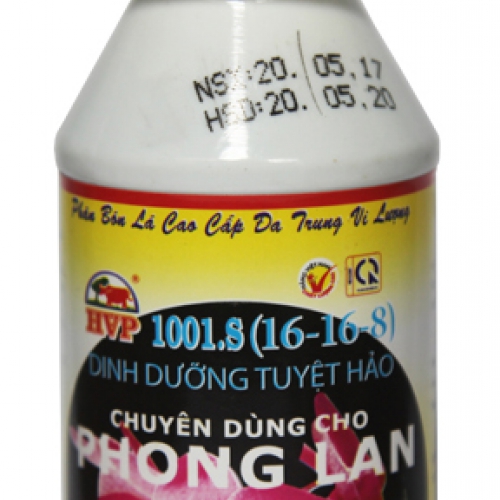 NSX:20. 05.17
HSD:20. 05.20
Phân Bón Lá Cao Cấp Đa Trung Vi Lượng
HVP 1001.S (16-16-8)
DINH DƯỠNG TUYỆT HẢO
CHUYÊN DÙNG CHO
PHONG LAN